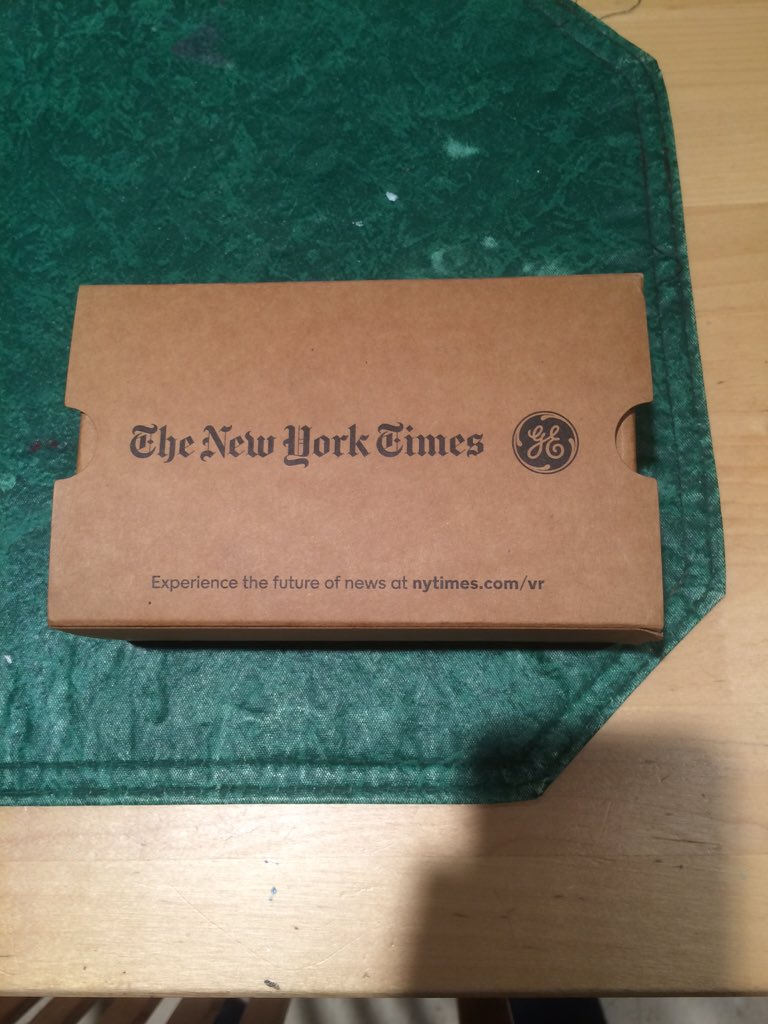 The New York Times GE
Experience the future of news at nytimes.com/vr